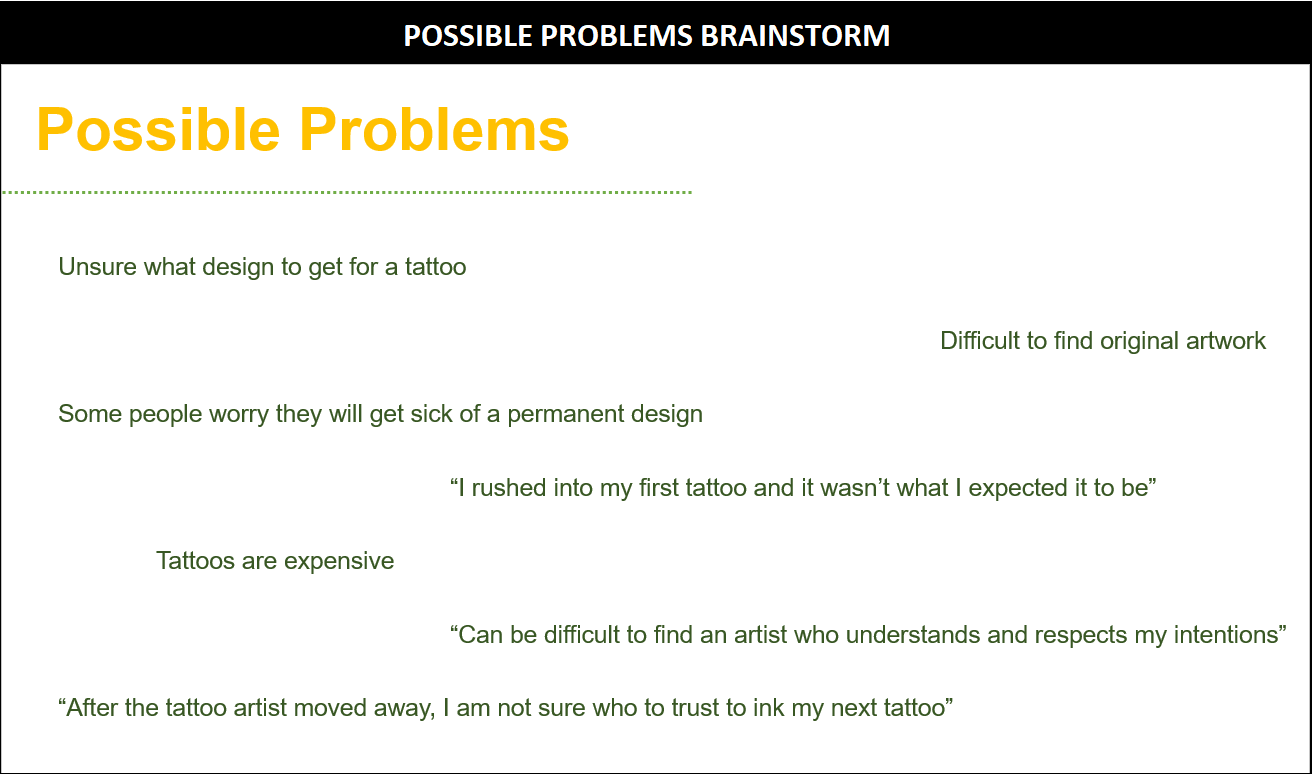 POSSIBLE PROBLEMS BRAINSTORM
Possible Problems
Unsure what design to get for a tattoo
Difficult to find original artwork
Some people worry they will get sick of a permanent design
“I rushed into my first tattoo and it wasn’t what I expected it to be”
Tattoos are expensive
“Can be difficult to find an artist who understands and respects my intentions”
“After the tattoo artist moved away, I am not sure who to trust to ink my next tattoo”